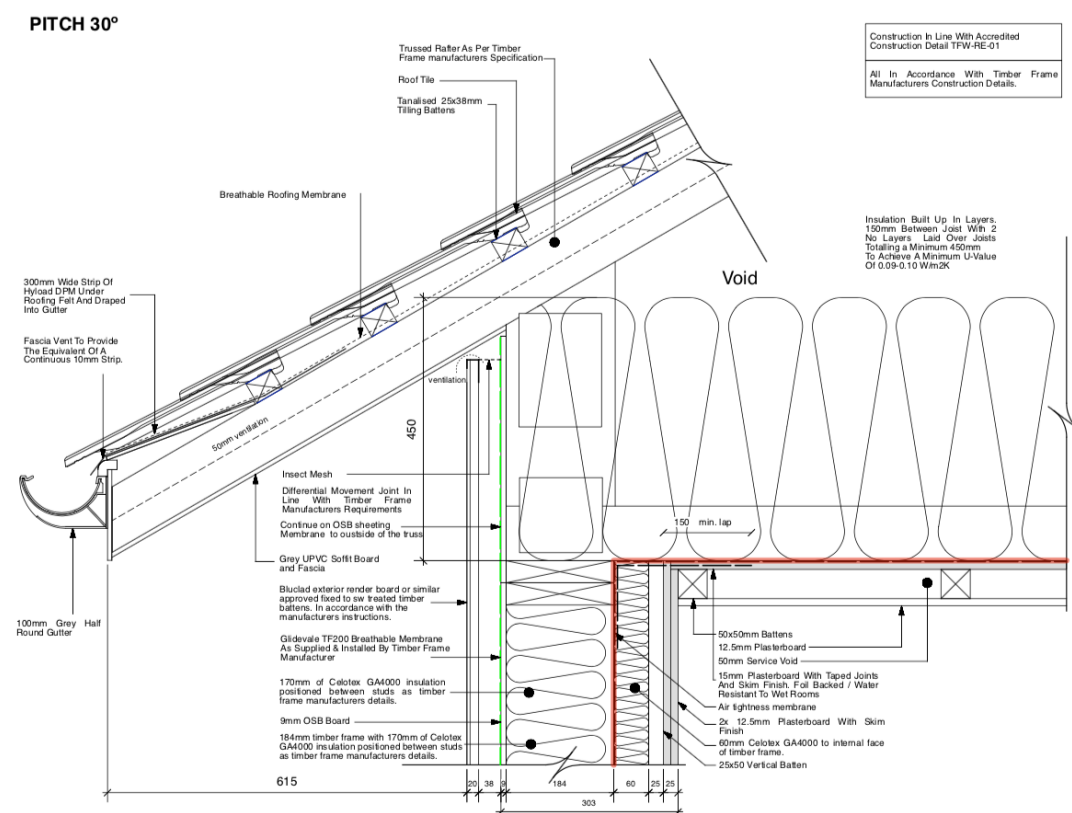 PITCH 30º
Construction In Line With Accredited
Construction Detail TFW-RE-01
All In Accordance With Timber Frame
Manufacturers Construction Details.
Trussed Rafter As Per Timber
Frame manufacturers Specification
Roof Tile
Tanalised 25x38mm
Tilling Battens
Breathable Roofing Membrane
Insulation Built Up In Layers.
150mm Between Joist With 2
No Layers Laid Over Joists
Totalling a Minimum 450mm
To Achieve A Minimum U-Value
Of 0.09-0.10 W/m2K
Void
300mm Wide Strip Of
Hyload DPM Under
Roofing Felt And Draped
Into Gutter
Fascia Vent To Provide
The Equivalent Of A
Continuous 10mm Strip.
ventilation
50mm ventilation
450
Insect Mesh
Differential Movement Joint In
Line With Timber Frame
Manufacturers Requirements
Continue on OSB sheeting
Membrane to outside of the truss
150 min. lap
Grey UPVC Soffit Board
and Fascia
Bluclad exterior render board or similar
approved fixed to sw treated timber
battens. In accordance with the
manufacturers instructions.
100mm Grey Half
Round Gutter
Glidevale TF200 Breathable Membrane
As Supplied & Installed By Timber Frame
Manufacturer
170mm of Celotex GA4000 insulation
positioned between studs as timber
frame manufacturers details.
9mm OSB Board
184mm timber frame with 170mm of Celotex
GA4000 insulation positioned between studs
as timber frame manufacturers details.
50x50mm Battens
12.5mm Plasterboard
50mm Service Void
15mm Plasterboard With Taped Joints
And Skim Finish. Foil Backed / Water
Resistant To Wet Rooms
Air tightness membrane
2x 12.5mm Plasterboard With Skim
Finish
60mm Celotex GA4000 to internal face
of timber frame.
25x50 Vertical Batten
615
20 38 9 184 60 25 25
303